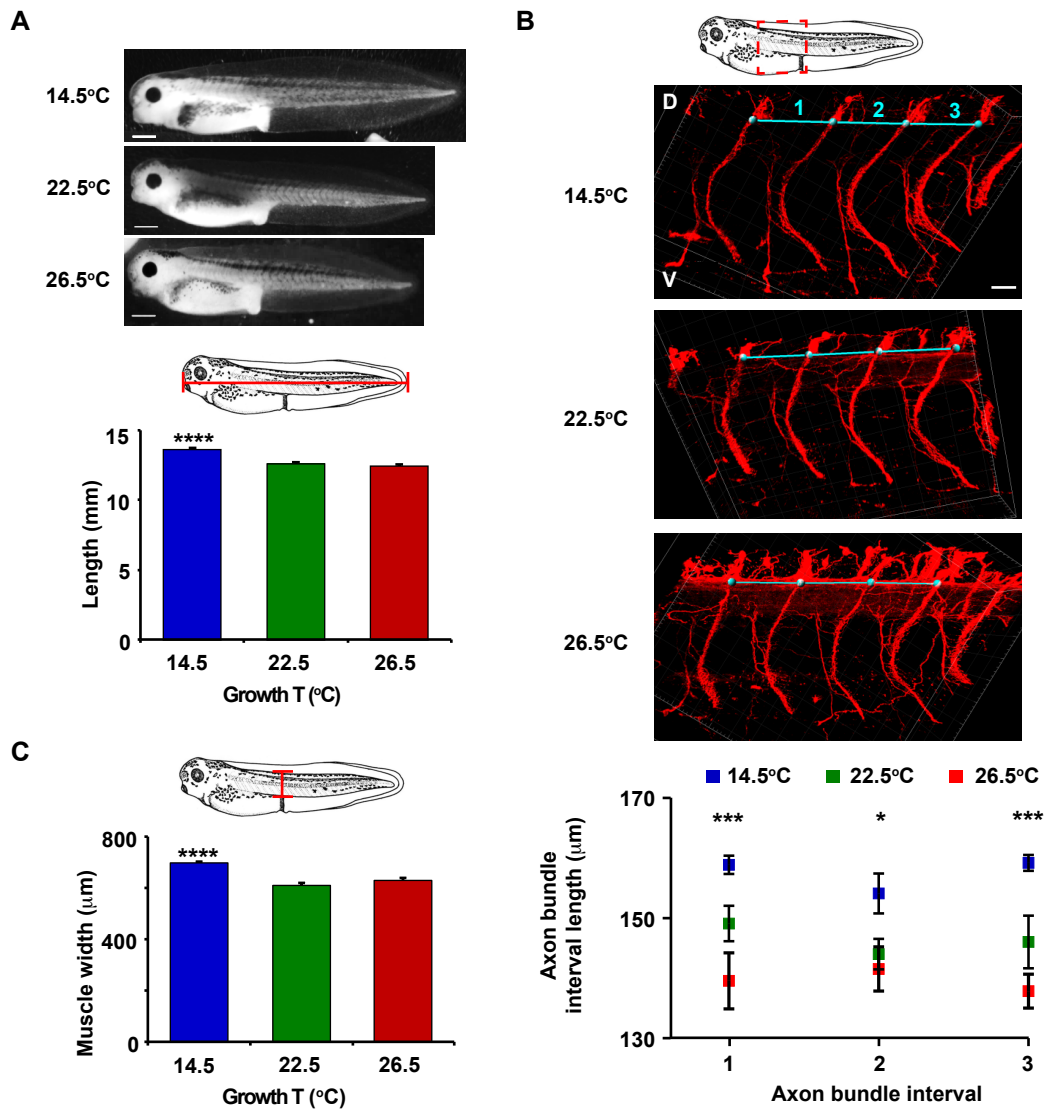 A
14.5°C
22.5°C
26.5°C
****
15
10
5
0
Length (mm)
14.5 22.5 26.5
Growth T (°C)
B
D
1 2 3
V
14.5°C
22.5°C
26.5°C
14.5°C 22.5°C 26.5°C
170
150
130
Axon bundle
interval length (μm)
*** * ***
1 2 3
Axon bundle interval
C
****
800
400
0
Muscle width (μm)
14.5 22.5 26.5
Growth T (°C)